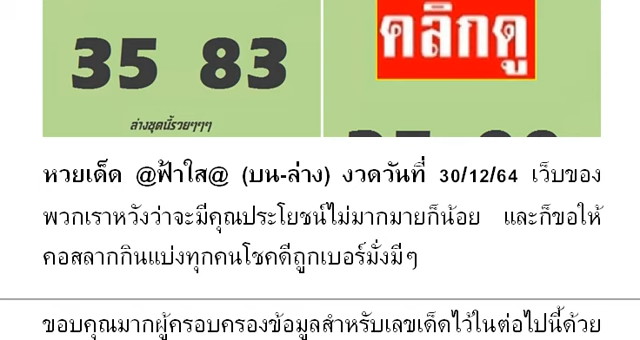 35 83
ล่างชุดนี้รวยๆๆๆ
คลิกดู
หวยเด็ด @ฟ้าใส@ (บน-ล่าง) งวดวันที่ 30/12/64 เว็บของ
พวกเราหวังว่าจะมีคุณประโยชน์ไม่มากมายก็น้อย และก็ขอให้
คอสลากกินแบ่งทุกคนโชคดีถูกเบอร์มั่งมีๆ
ขอบคุณมากผู้ครอบครองข้อมูลสำหรับเลขเด็ดไว้ในต่อไปนี้ด้วย